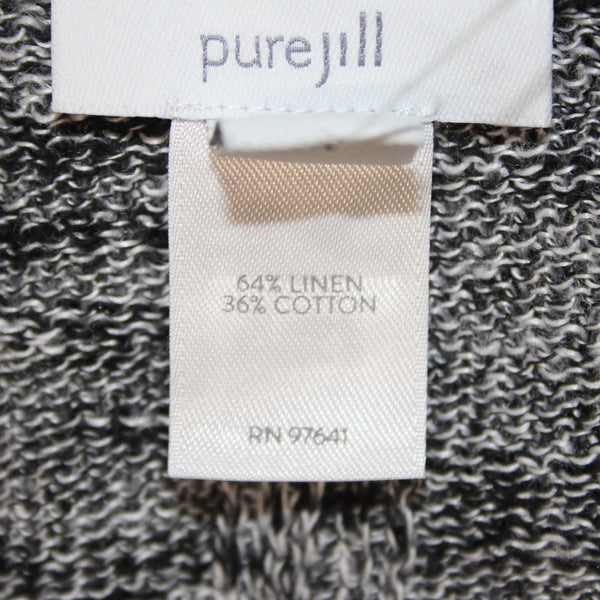 purejill
64% LINEN
36% COTTON
RN 97641